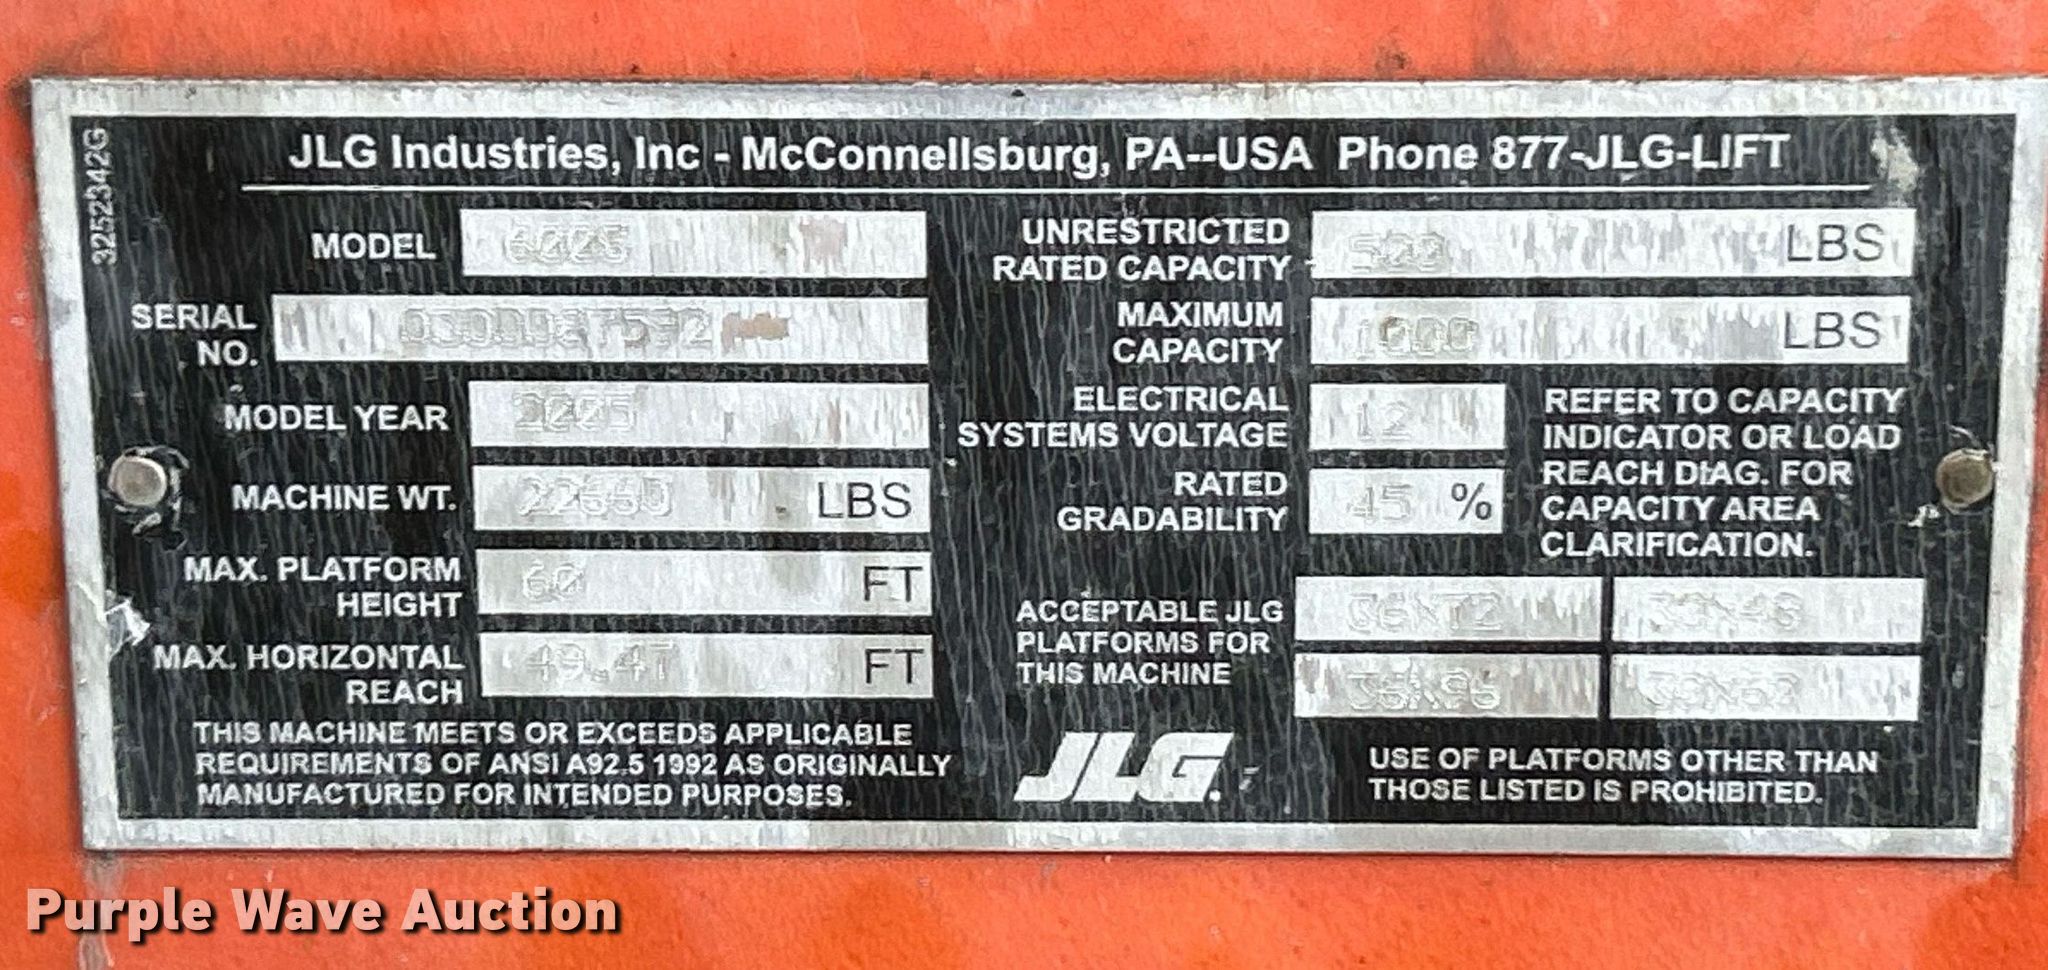 3252342G
JLG Industries, Inc - McConnellsburg, PA--USA Phone 877-JLG-LIFT
MODEL 600S
SERIAL NO.
MODEL YEAR 2005
MACHINE WT. LBS
MAX. PLATFORM HEIGHT 60 FT
MAX. HORIZONTAL REACH 49.47 FT
THIS MACHINE MEETS OR EXCEEDS APPLICABLE
REQUIREMENTS OF ANSI A92.5 1992 AS ORIGINALLY
MANUFACTURED FOR INTENDED PURPOSES.
UNRESTRICTED RATED CAPACITY 500 LBS
MAXIMUM CAPACITY 1000 LBS
ELECTRICAL SYSTEMS VOLTAGE 12
RATED GRADABILITY 45 %
REFER TO CAPACITY
INDICATOR OR LOAD
REACH DIAG. FOR
CAPACITY AREA
CLARIFICATION.
ACCEPTABLE JLG
PLATFORMS FOR
THIS MACHINE
36X72 36X48
36X96
JLG.
USE OF PLATFORMS OTHER THAN
THOSE LISTED IS PROHIBITED.
Purple Wave Auction